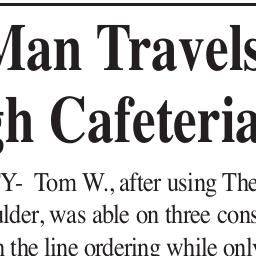 Man Travels
gh Cafeteria
Y- Tom W., after using The
ulder, was able on three cons
n the line ordering while only